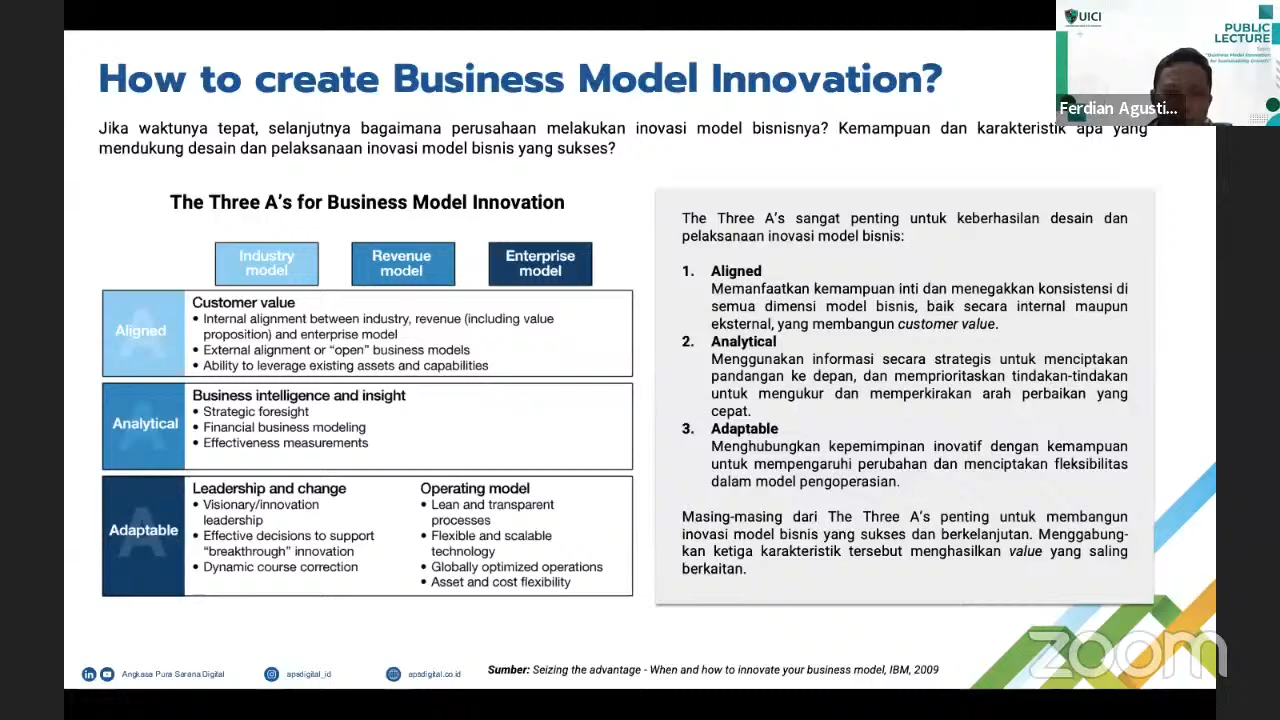 How to create Business Model Innovation?
Jika waktunya tepat, selanjutnya bagaimana perusahaan melakukan inovasi model bisnisnya? Kemampuan dan karakteristik apa yang
mendukung desain dan pelaksanaan inovasi model bisnis yang sukses?
UICI
PUBLIC
LECTURE
Ferdian Agusti...
The Three A's for Business Model Innovation
Industry
model
Revenue
model
Enterprise
model
Aligned
Customer value
• Internal alignment between industry, revenue (including value
proposition) and enterprise model
• External alignment or "open" business models
• Ability to leverage existing assets and capabilities
Analytical
Business intelligence and insight
• Strategic foresight
• Financial business modeling
• Effectiveness measurements
Adaptable
Leadership and change
• Visionary/innovation
leadership
• Effective decisions to support
"breakthrough" innovation
• Dynamic course correction
Operating model
• Lean and transparent
processes
• Flexible and scalable
technology
• Globally optimized operations
• Asset and cost flexibility
The Three A's sangat penting untuk keberhasilan desain dan
pelaksanaan inovasi model bisnis:
1. Aligned
Memanfaatkan kemampuan inti dan menegakkan konsistensi di
semua dimensi model bisnis, baik secara internal maupun
eksternal, yang membangun customer value.
2. Analytical
Menggunakan informasi secara strategis untuk menciptakan
pandangan ke depan, dan memprioritaskan tindakan-tindakan
untuk mengukur dan memperkirakan arah perbaikan yang
cepat.
3. Adaptable
Menghubungkan kepemimpinan inovatif dengan kemampuan
untuk mempengaruhi perubahan dan menciptakan fleksibilitas
dalam model pengoperasian.
Masing-masing dari The Three A's penting untuk membangun
inovasi model bisnis yang sukses dan berkelanjutan. Menggabung-
kan ketiga karakteristik tersebut menghasilkan value yang saling
berkaitan.
Angkasa Pura Sarana Digital
apsdigital_id
apsdigital.co.id
Sumber: Seizing the advantage - When and how to innovate your business model, IBM, 2009
zoom